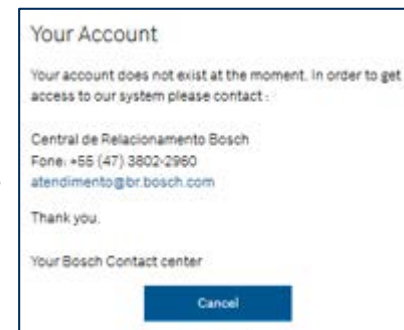 Your Account
Your account does not exist at the moment. In order to get
access to our system please contact :
Central de Relacionamento Bosch
Fone: +55 (47) 3802-2960
atendimento@br.bosch.com
Thank you.
Your Bosch Contact center
Cancel